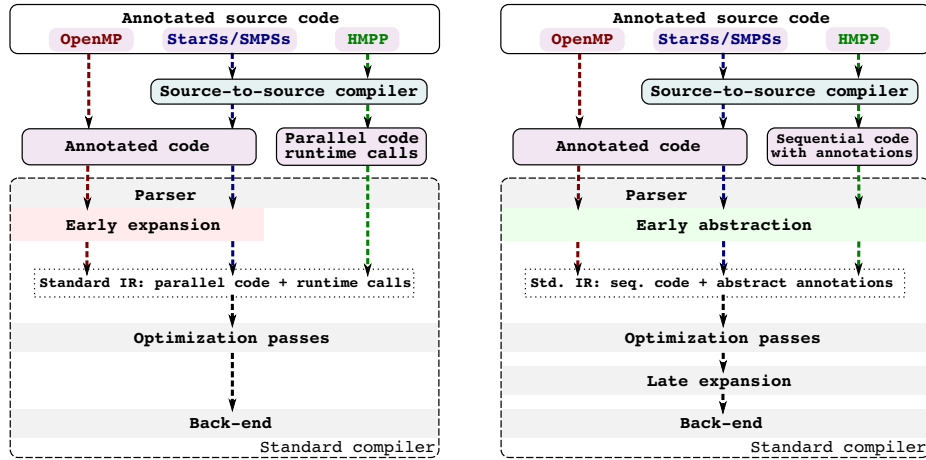 Annotated source code
OpenMP StarSs/SMPSs HMPP
Source-to-source compiler
Annotated code
Parallel code
runtime calls
Parser
Early expansion
Standard IR: parallel code + runtime calls
Optimization passes
Back-end
Standard compiler
Annotated source code
OpenMP StarSs/SMPSs HMPP
Source-to-source compiler
Annotated code
Sequential code
with annotations
Parser
Early abstraction
Std. IR: seq. code + abstract annotations
Optimization passes
Late expansion
Back-end
Standard compiler